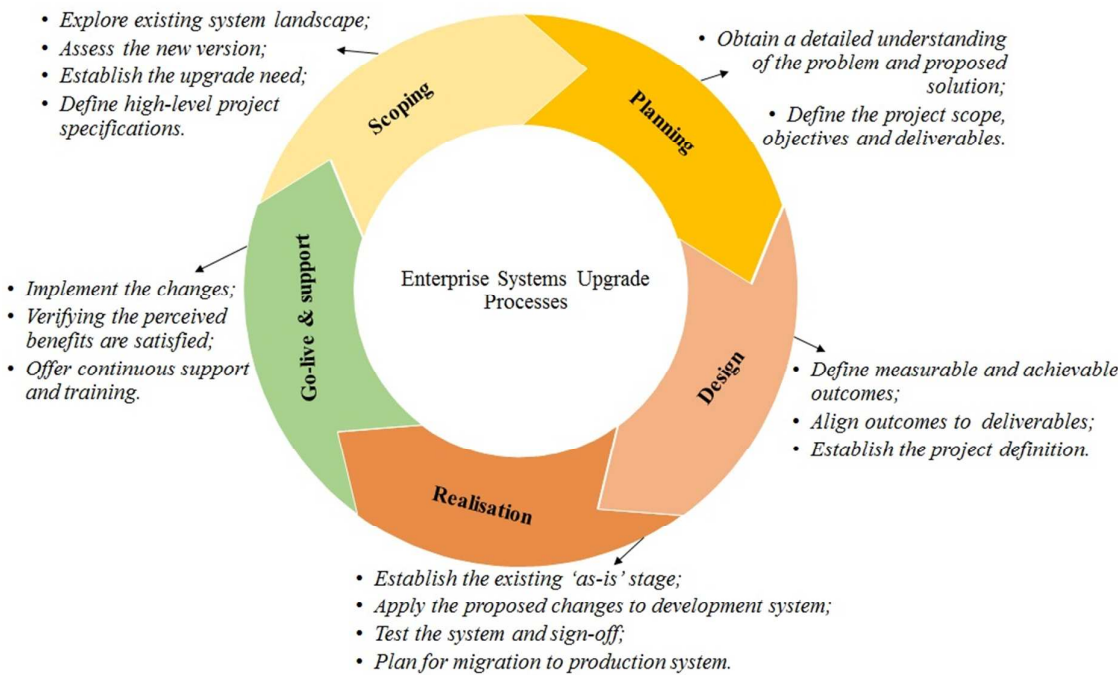 • Explore existing system landscape;
• Assess the new version;
• Establish the upgrade need;
• Define high-level project
specifications.
Scoping
Planning
• Obtain a detailed understanding
of the problem and proposed
solution;
• Define the project scope,
objectives and deliverables.
Enterprise Systems Upgrade
Processes
Go-live & support
• Implement the changes;
• Verifying the perceived
benefits are satisfied;
• Offer continuous support
and training.
Design
• Define measurable and achievable
outcomes;
• Align outcomes to deliverables;
• Establish the project definition.
Realisation
• Establish the existing ‘as-is’ stage;
• Apply the proposed changes to development system;
• Test the system and sign-off;
• Plan for migration to production system.